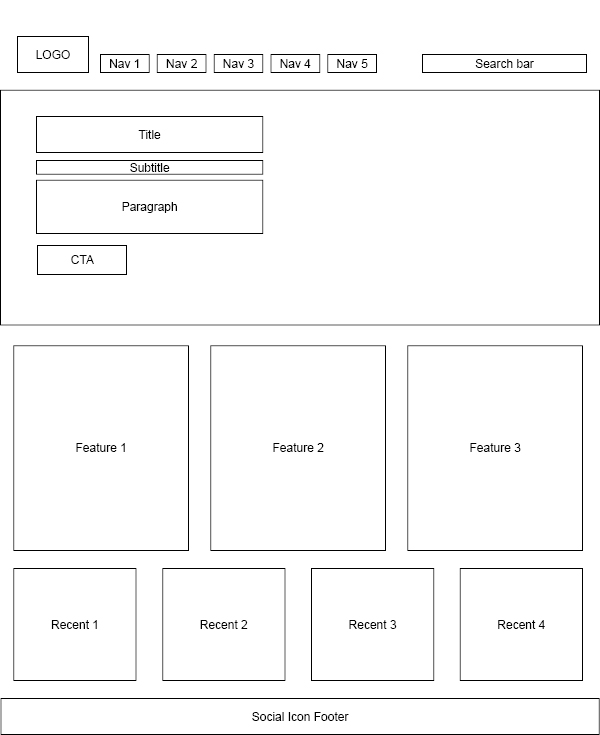 LOGO
Nav 1
Nav 2
Nav 3
Nav 4
Nav 5
Search bar
Title
Subtitle
Paragraph
CTA
Feature 1
Feature 2
Feature 3
Recent 1
Recent 2
Recent 3
Recent 4
Social Icon Footer